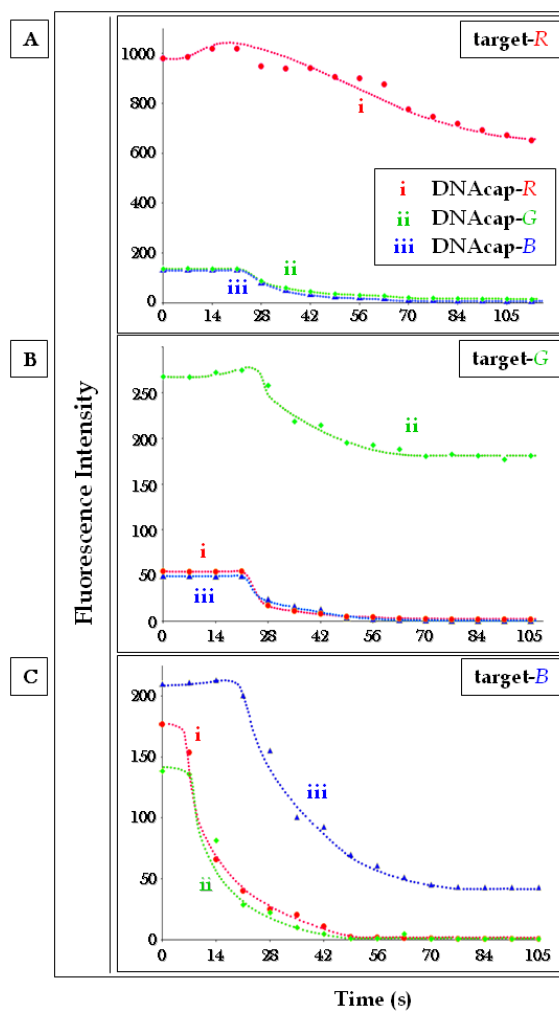 A
target-R
1000
800
600
400
200
0
i
i DNAcap-R
ii DNAcap-G
iii DNAcap-B
ii
iii
0 14 28 42 56 70 84 105
B
target-G
250
200
150
100
50
0
ii
i
iii
0 14 28 42 56 70 84 105
C
target-B
200
150
100
50
0
i
iii
ii
0 14 28 42 56 70 84 105
Fluorescence Intensity
Time (s)